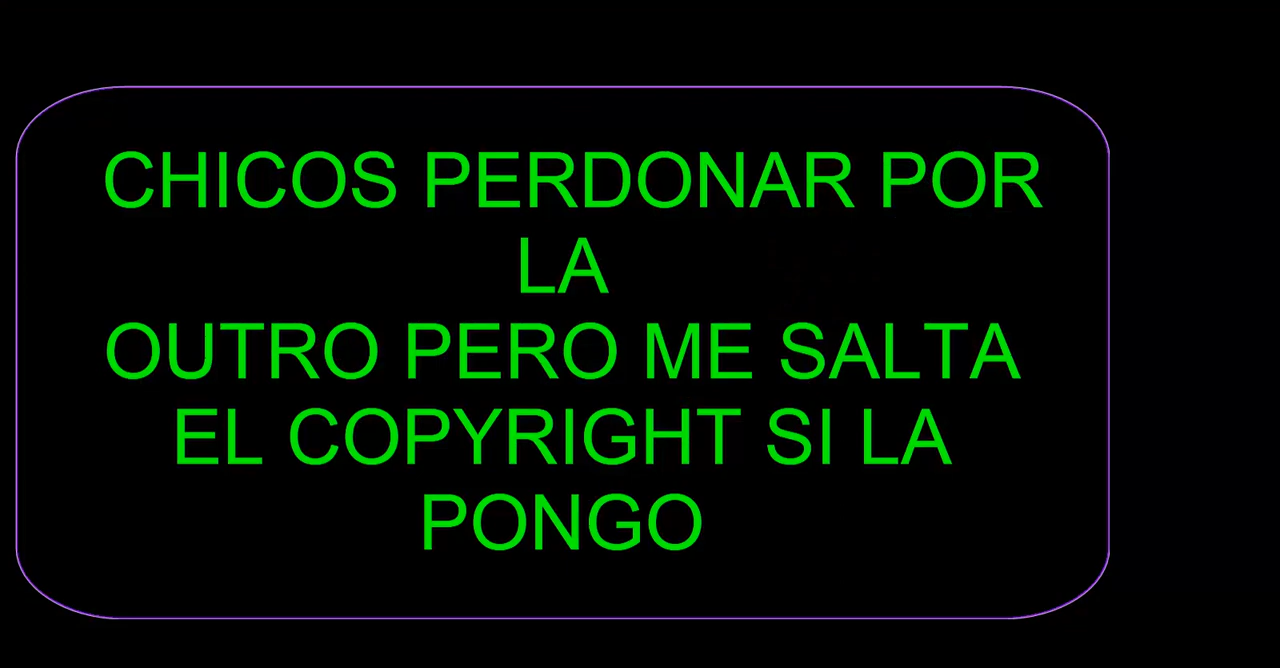 CHICOS PERDONAR POR
LA
OUTRO PERO ME SALTA
EL COPYRIGHT SI LA
PONGO